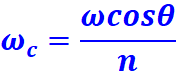 ω_c = ωcosθ / n